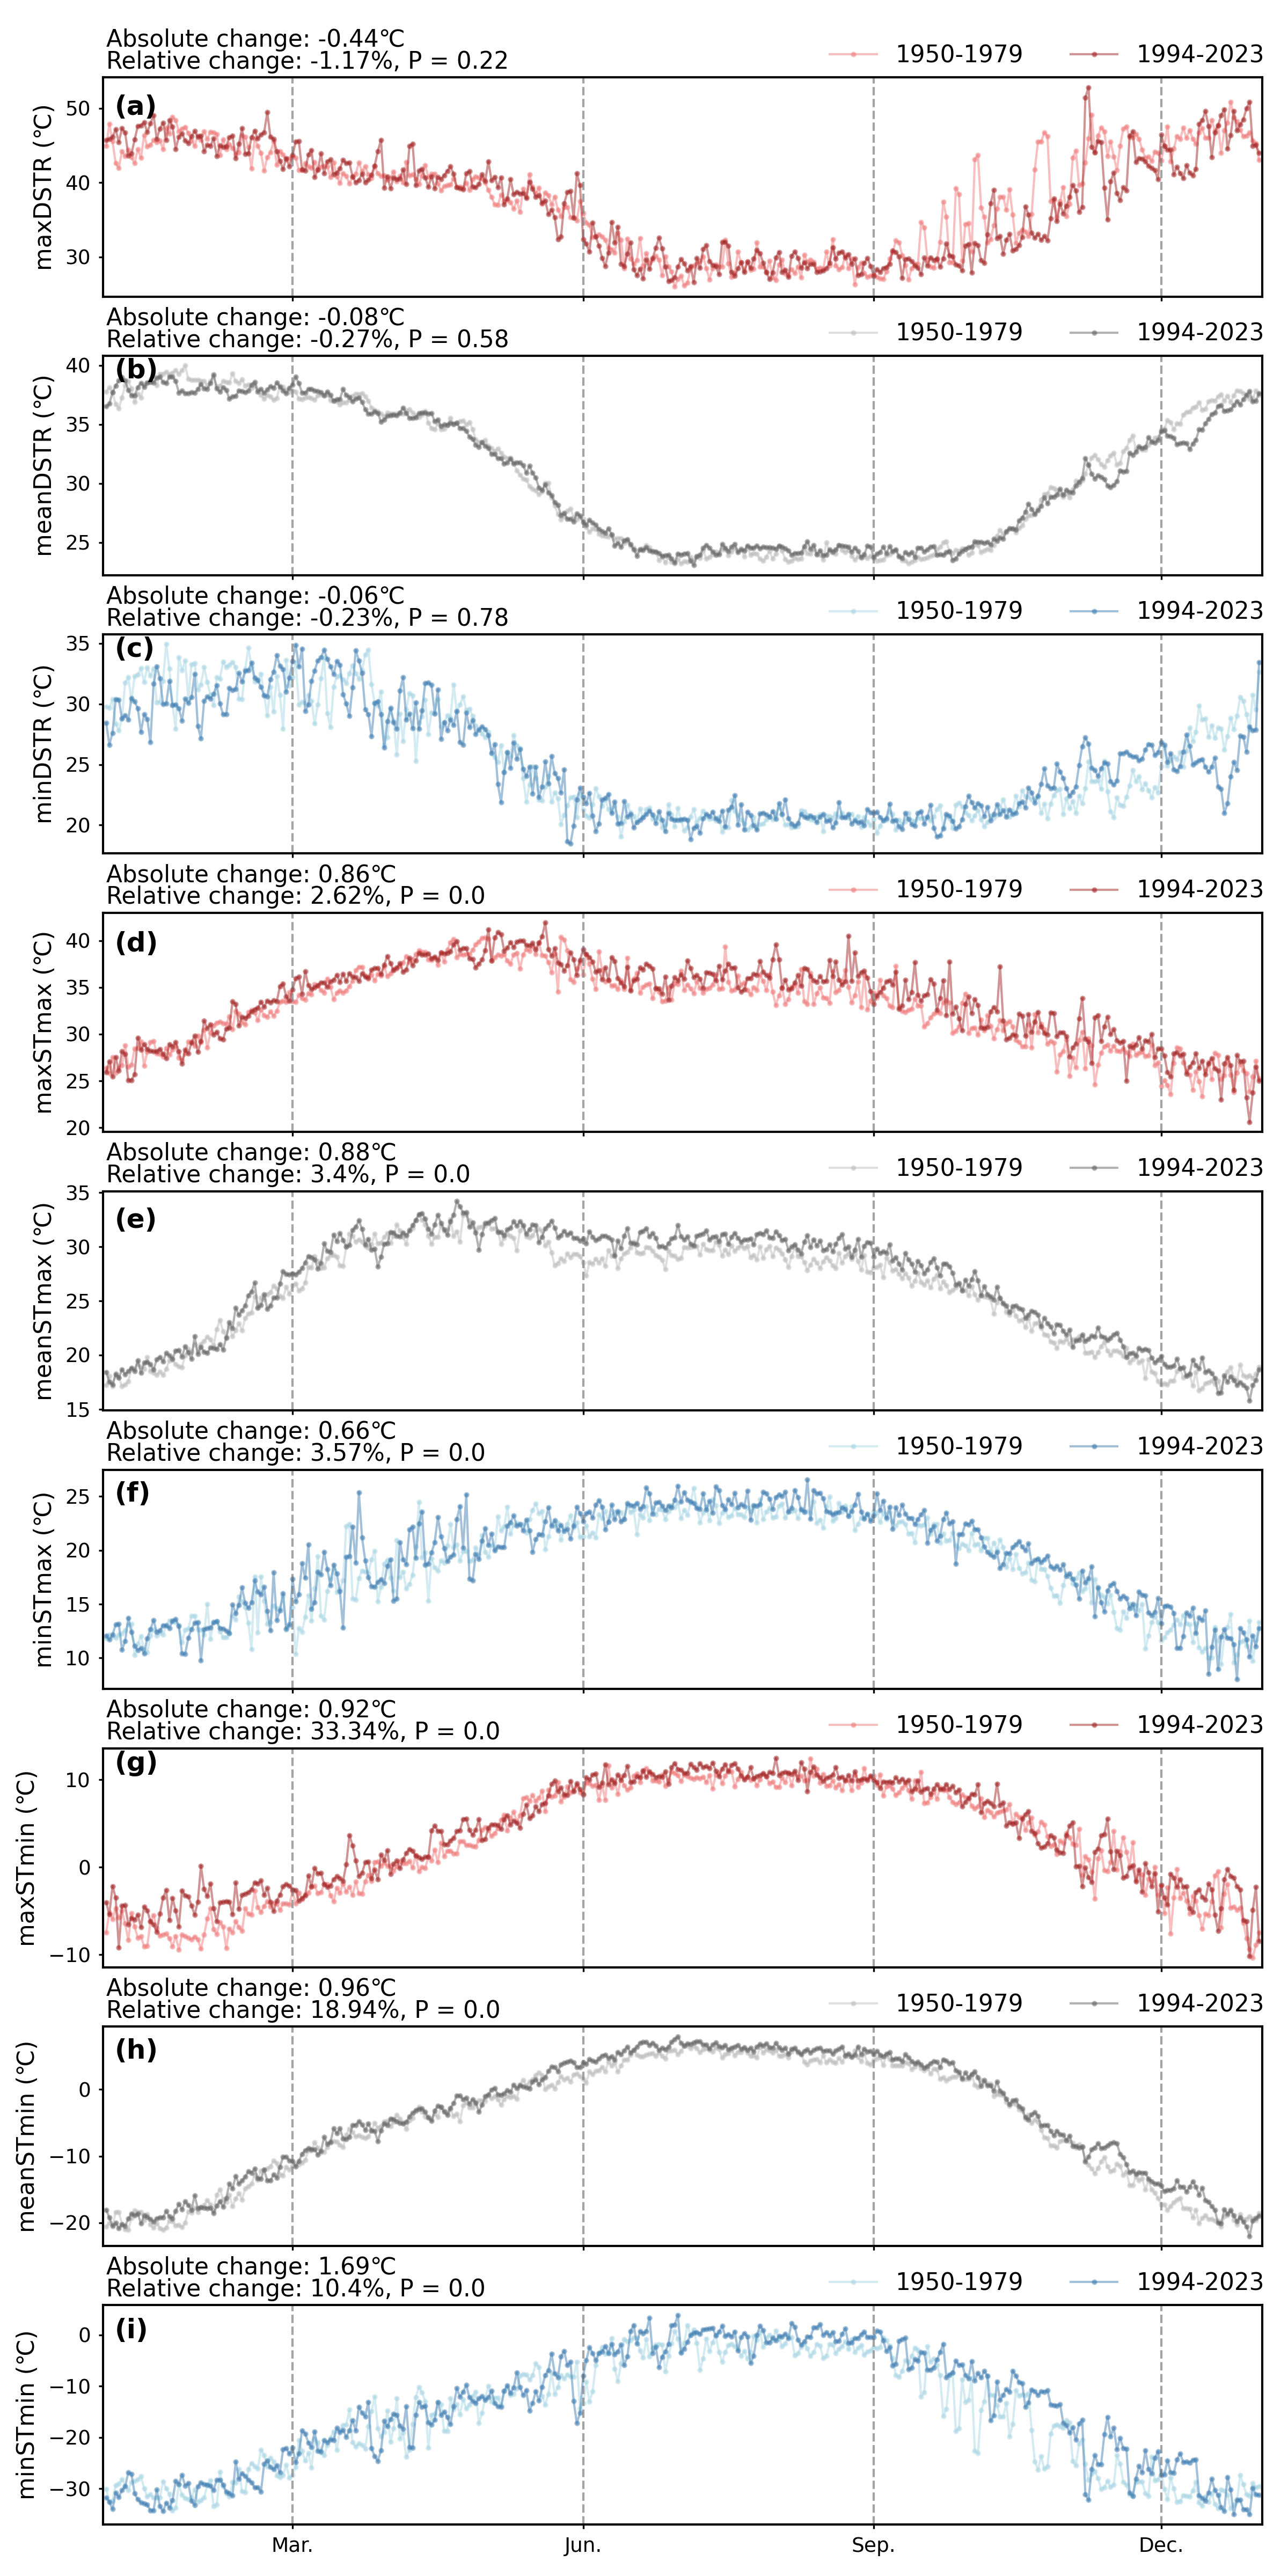 Absolute change: -0.44℃
Relative change: -1.17%, P = 0.22
1950-1979 1994-2023
(a)
maxDSTR (℃)
50
40
30
Absolute change: -0.08℃
Relative change: -0.27%, P = 0.58
1950-1979 1994-2023
(b)
meanDSTR (℃)
40
35
30
25
Absolute change: -0.06℃
Relative change: -0.23%, P = 0.78
1950-1979 1994-2023
(c)
minDSTR (℃)
35
30
25
20
Absolute change: 0.86℃
Relative change: 2.62%, P = 0.0
1950-1979 1994-2023
(d)
maxSTmax (℃)
40
35
30
25
20
Absolute change: 0.88℃
Relative change: 3.4%, P = 0.0
1950-1979 1994-2023
(e)
meanSTmax (℃)
35
30
25
20
15
Absolute change: 0.66℃
Relative change: 3.57%, P = 0.0
1950-1979 1994-2023
(f)
minSTmax (℃)
25
20
15
10
Absolute change: 0.92℃
Relative change: 33.34%, P = 0.0
1950-1979 1994-2023
(g)
maxSTmin (℃)
10
0
−10
Absolute change: 0.96℃
Relative change: 18.94%, P = 0.0
1950-1979 1994-2023
(h)
meanSTmin (℃)
0
−10
−20
Absolute change: 1.69℃
Relative change: 10.4%, P = 0.0
1950-1979 1994-2023
(i)
minSTmin (℃)
0
−10
−20
−30
Mar. Jun. Sep. Dec.